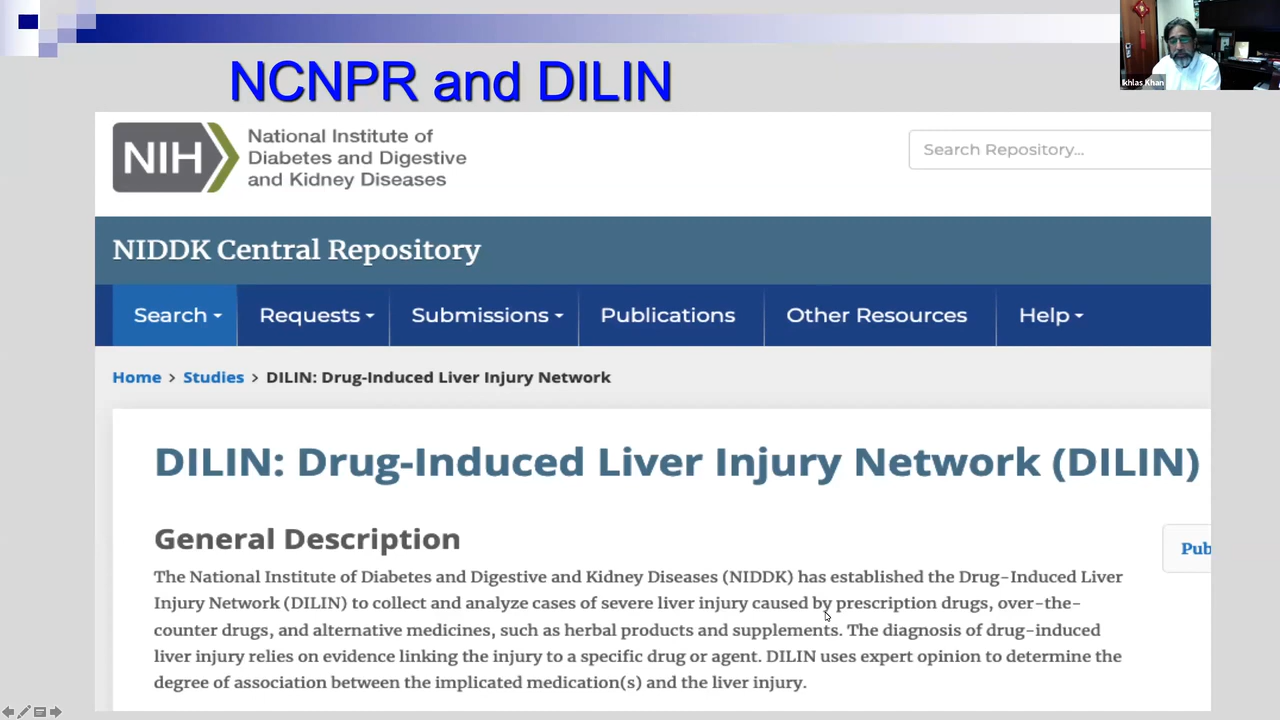 NCNPR and DILIN
Ikhlas Khan
NIH
National Institute of
Diabetes and Digestive
and Kidney Diseases
Search Repository...
NIDDK Central Repository
Search
Requests
Submissions
Publications
Other Resources
Help
Home > Studies > DILIN: Drug-Induced Liver Injury Network
DILIN: Drug-Induced Liver Injury Network (DILIN)
General Description
Pub
The National Institute of Diabetes and Digestive and Kidney Diseases (NIDDK) has established the Drug-Induced Liver
Injury Network (DILIN) to collect and analyze cases of severe liver injury caused by prescription drugs, over-the-
counter drugs, and alternative medicines, such as herbal products and supplements. The diagnosis of drug-induced
liver injury relies on evidence linking the injury to a specific drug or agent. DILIN uses expert opinion to determine the
degree of association between the implicated medication(s) and the liver injury.